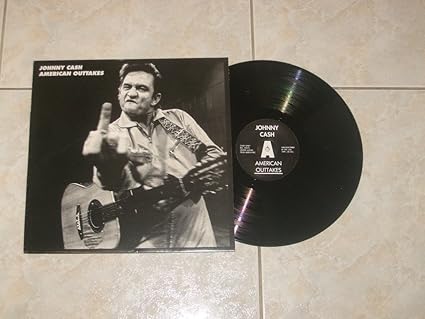 JOHNNY CASH
AMERICAN OUTTAKES
JOHNNY
CASH
A
AMERICAN
OUTTAKES